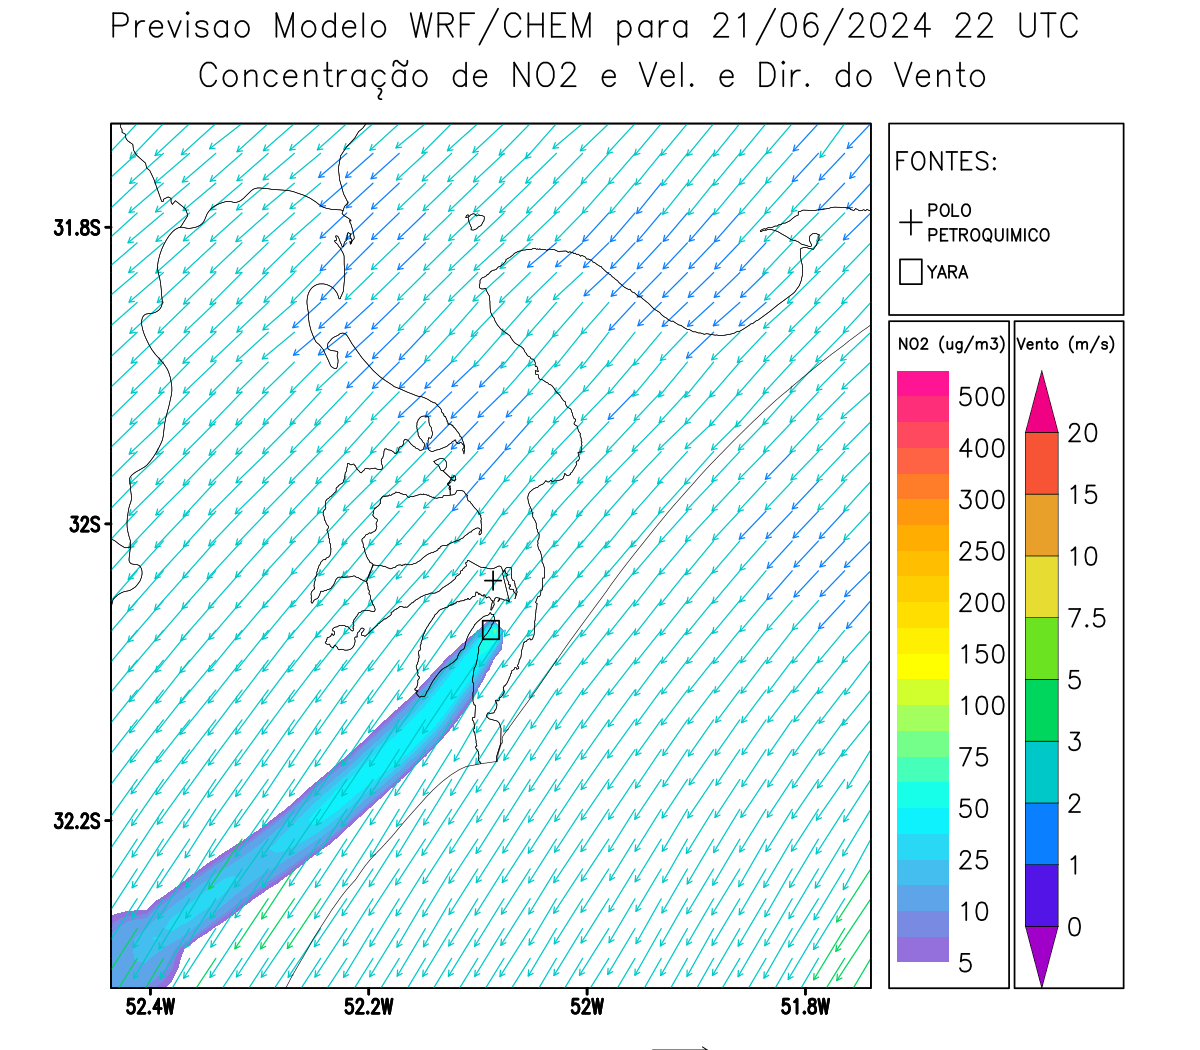 Previsao Modelo WRF/CHEM para 21/06/2024 22 UTC
Concentração de NO2 e Vel. e Dir. do Vento
FONTES:
POLO
PETROQUIMICO
YARA
31.8S
32S
32.2S
52.4W
52.2W
52W
51.8W
NO2 (ug/m3)
500
400
300
250
200
150
100
75
50
25
10
5
Vento (m/s)
20
15
10
7.5
5
3
2
1
0